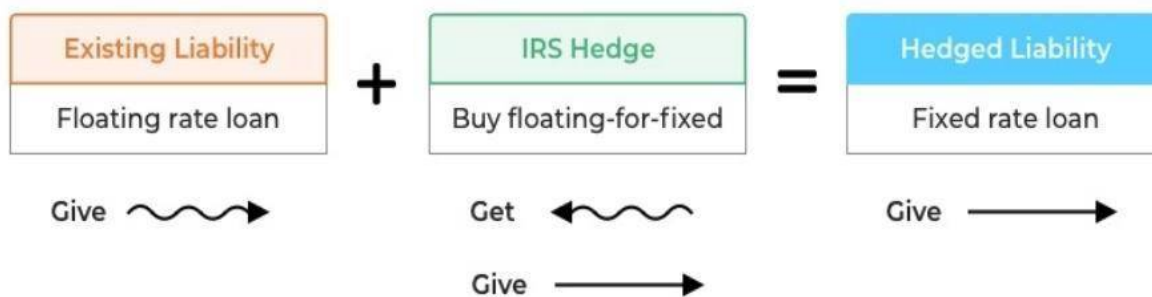 Existing Liability
+
IRS Hedge
=
Hedged Liability
Floating rate loan
Buy floating-for-fixed
Fixed rate loan
Give
Get
Give
Give